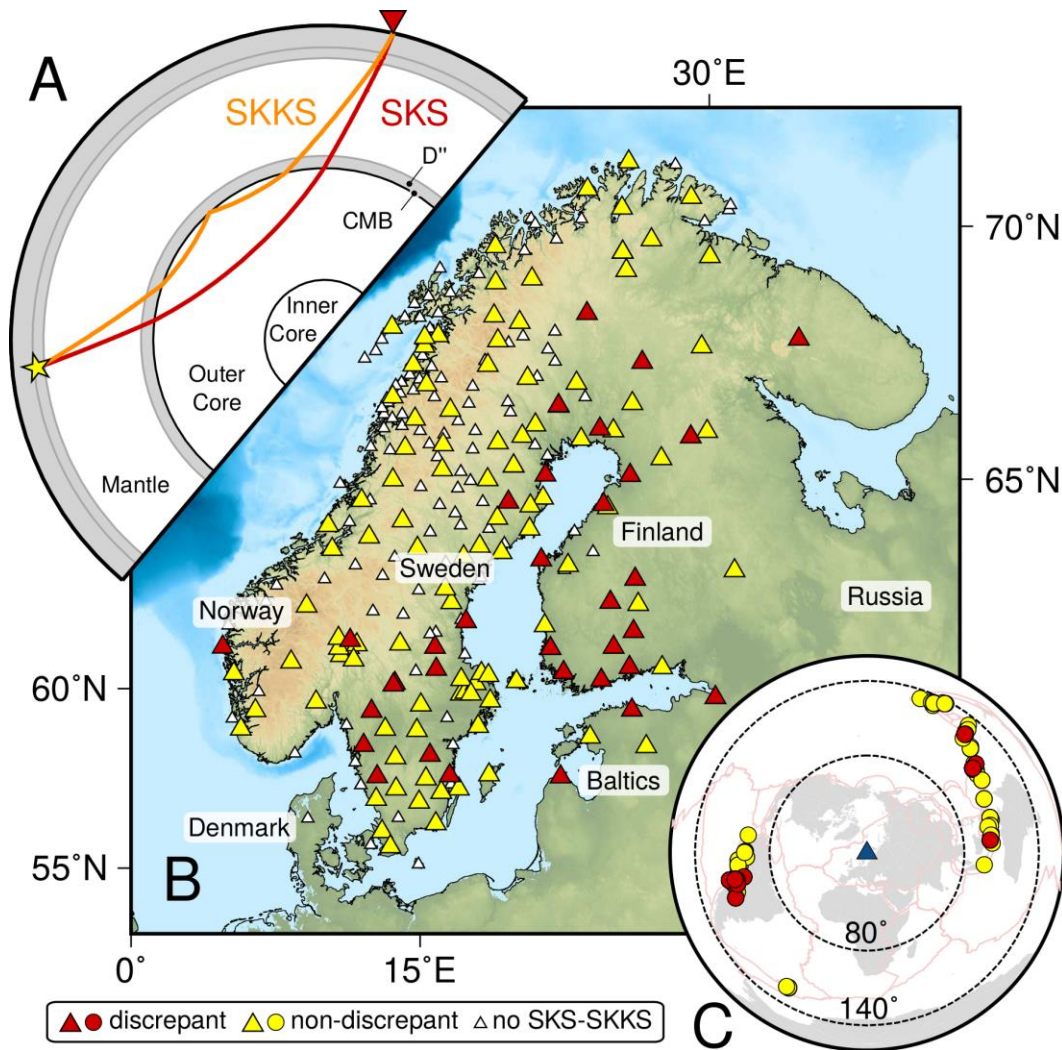 A
SKKS
SKS
D"
CMB
Inner
Core
Outer
Core
Mantle
30°E
70°N
65°N
60°N
55°N
0°
15°E
Norway
Sweden
Finland
Russia
Denmark
Baltics
B
80°
140°
C
discrepant
non-discrepant
no SKS-SKKS